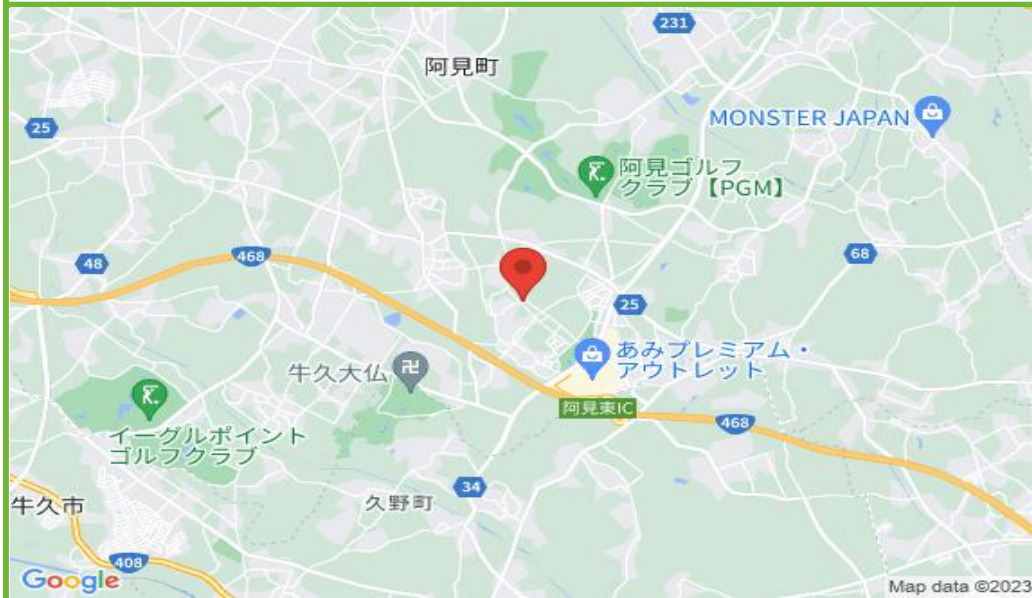 231
阿見町
25
MONSTER JAPAN
阿見ゴルフ
クラブ【PGM】
48
468
68
25
牛久大仏
あみプレミアム・
アウトレット
阿見東IC
イーグルポイント
ゴルフクラブ
468
34
久野町
牛久市
408
Google
Map data ©2023